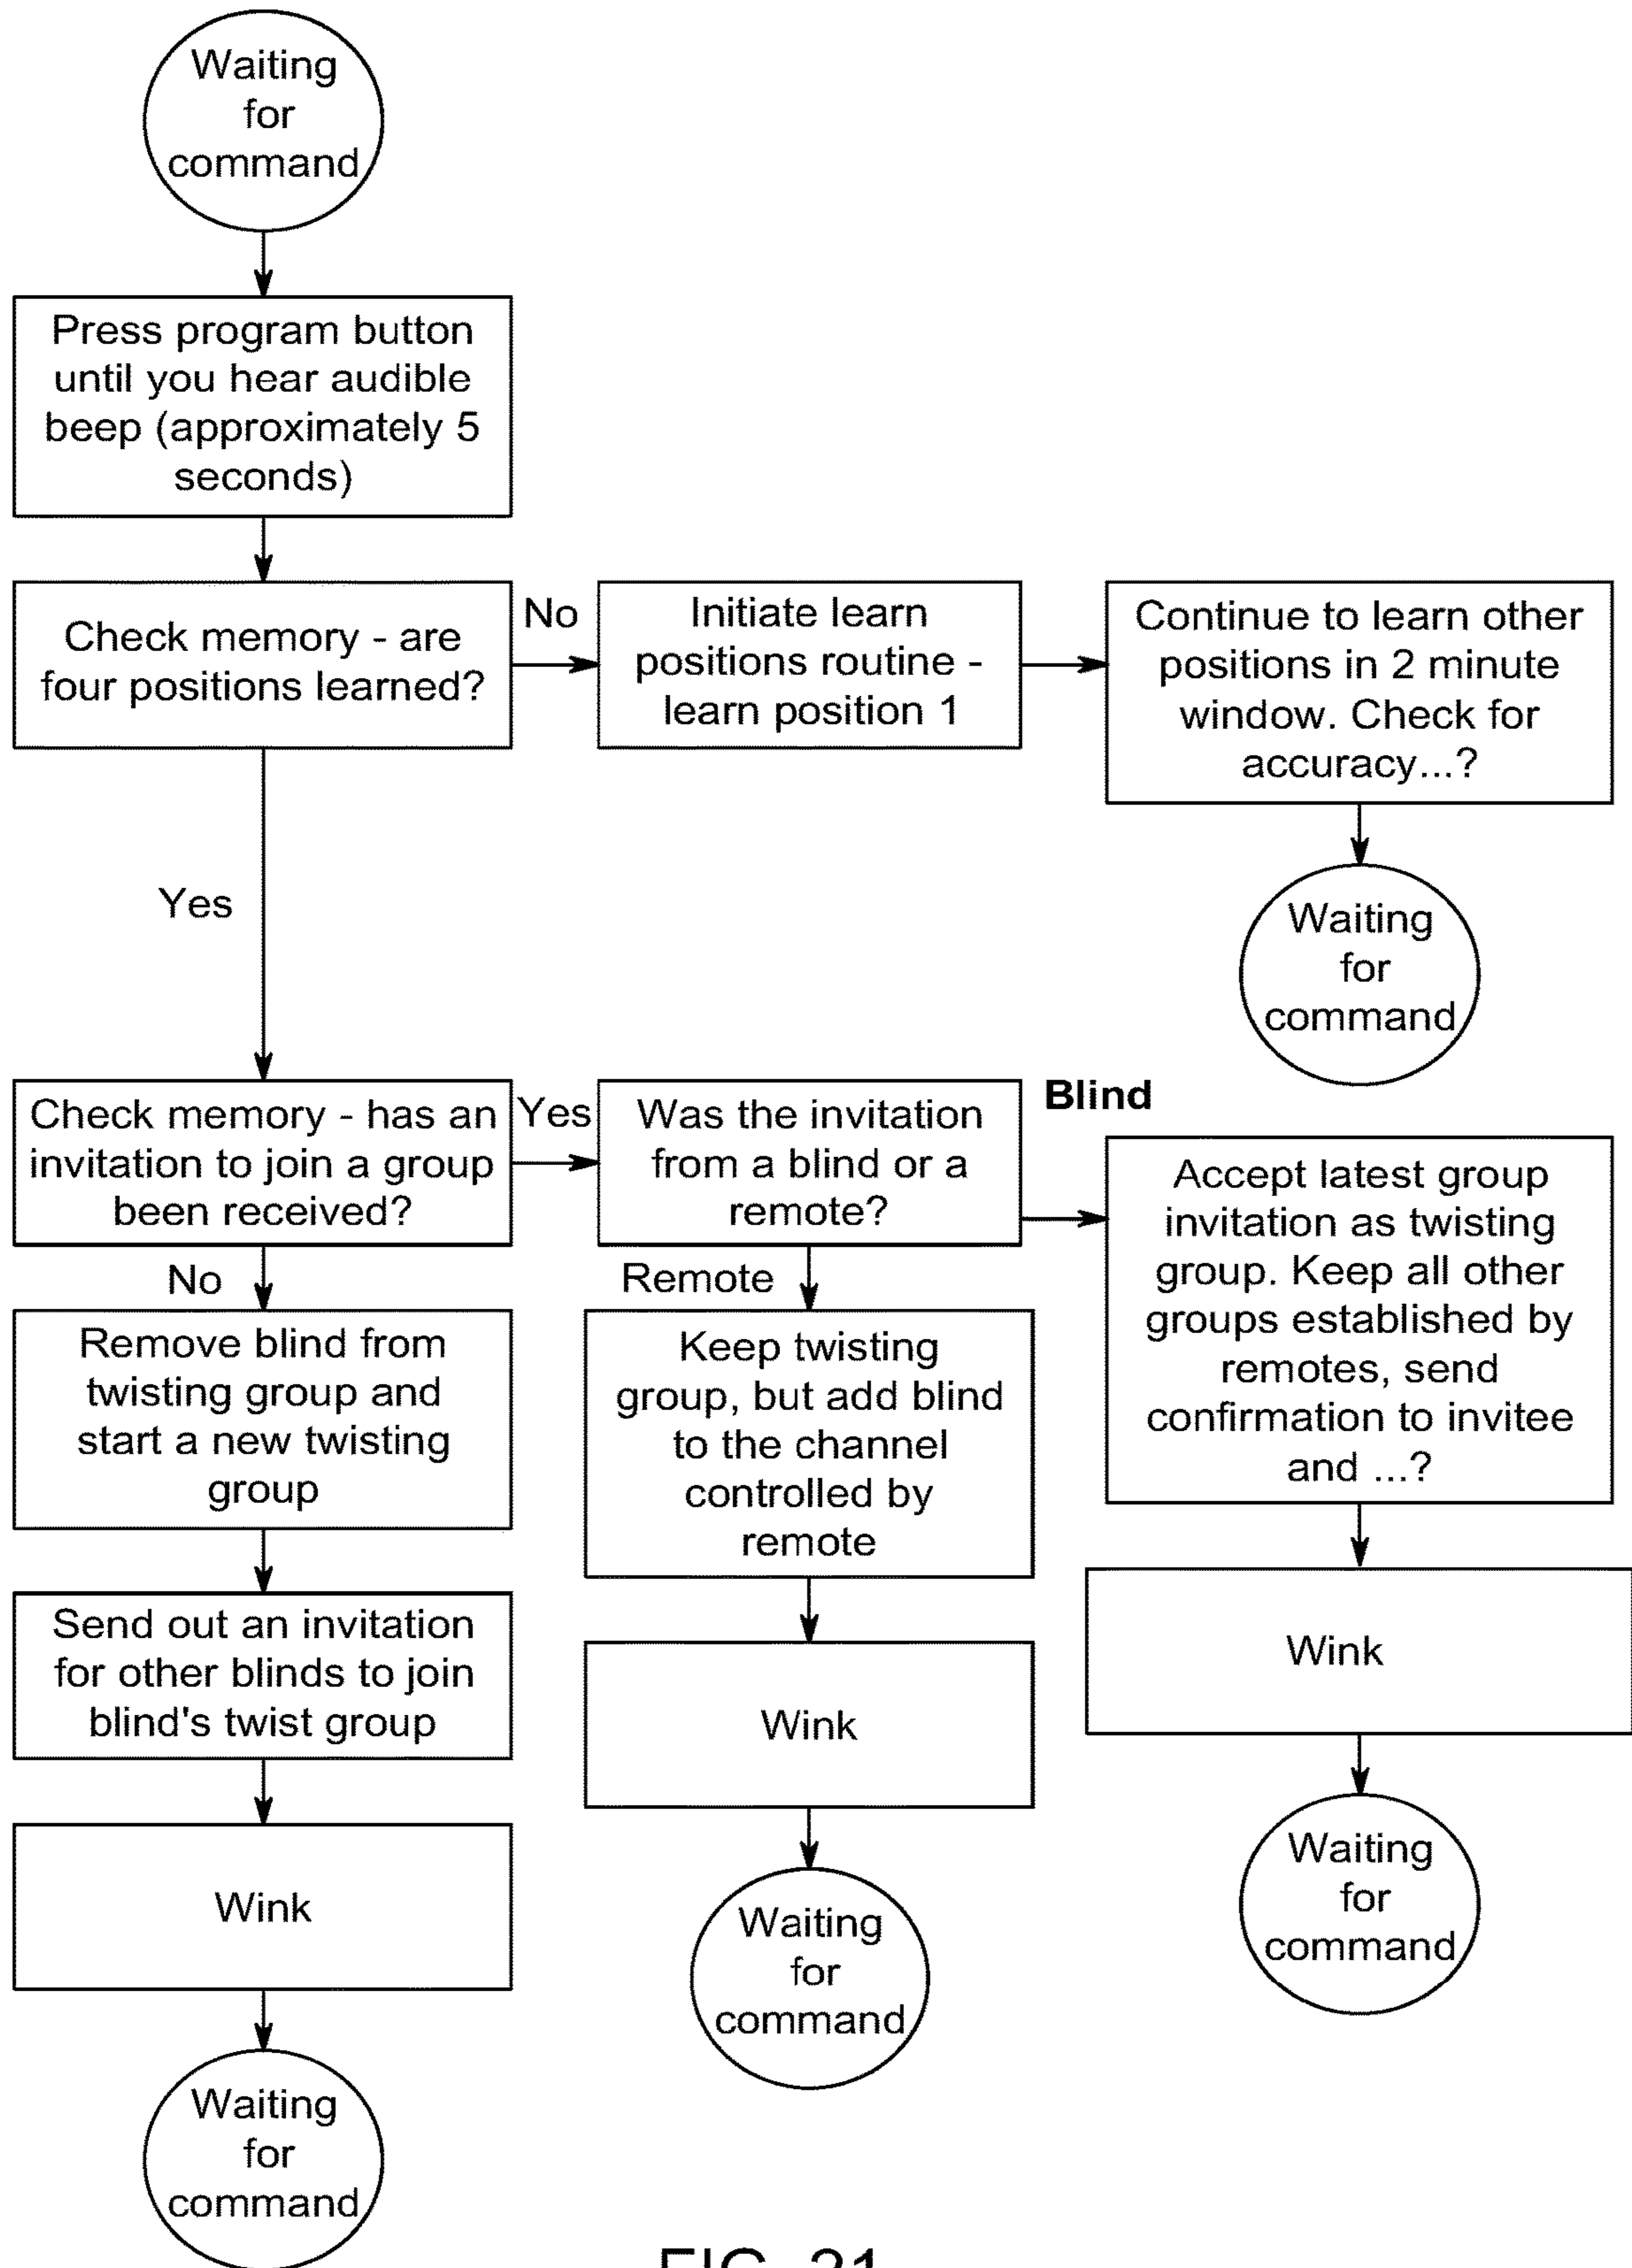 Waiting
for
command
Press program button
until you hear audible
beep (approximately 5
seconds)
Check memory - are
four positions learned?
No
Initiate learn
positions routine -
learn position 1
Continue to learn other
positions in 2 minute
window. Check for
accuracy...?
Waiting
for
command
Yes
Check memory - has an
invitation to join a group
been received?
Yes
Was the invitation
from a blind or a
remote?
Blind
Accept latest group
invitation as twisting
group. Keep all other
groups established by
remotes, send
confirmation to invitee
and ...?
Wink
Waiting
for
command
Remote
Keep twisting
group, but add blind
to the channel
controlled by
remote
Wink
Waiting
for
command
No
Remove blind from
twisting group and
start a new twisting
group
Send out an invitation
for other blinds to join
blind's twist group
Wink
Waiting
for
command
FIG. 21